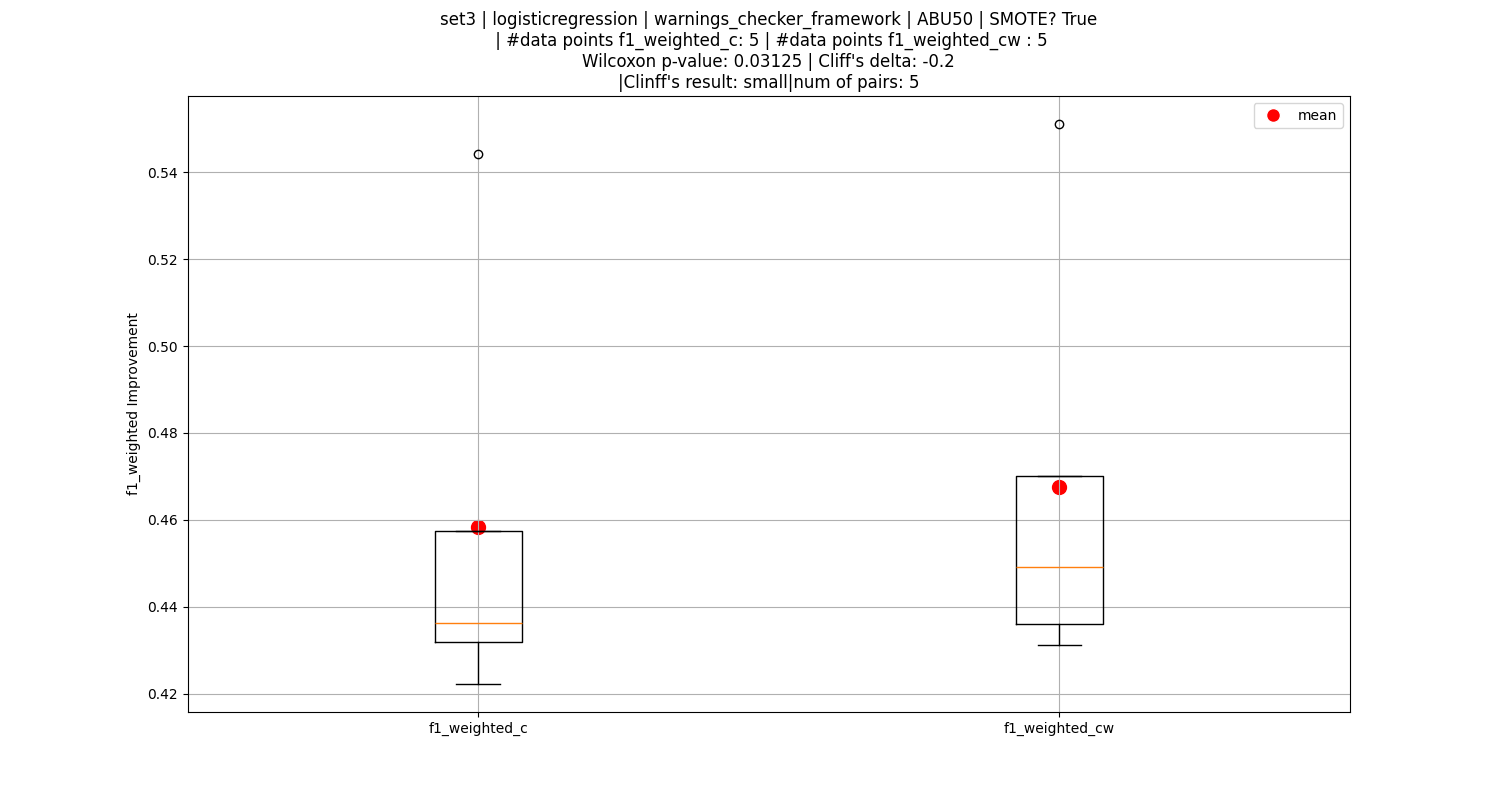 set3 | logisticregression | warnings_checker_framework | ABU50 | SMOTE? True
| #data points f1_weighted_c: 5 | #data points f1_weighted_cw : 5
Wilcoxon p-value: 0.03125 | Cliff's delta: -0.2
|Clinff's result: small|num of pairs: 5
mean
0.54
0.52
0.50
0.48
0.46
0.44
0.42
f1_weighted Improvement
f1_weighted_c
f1_weighted_cw